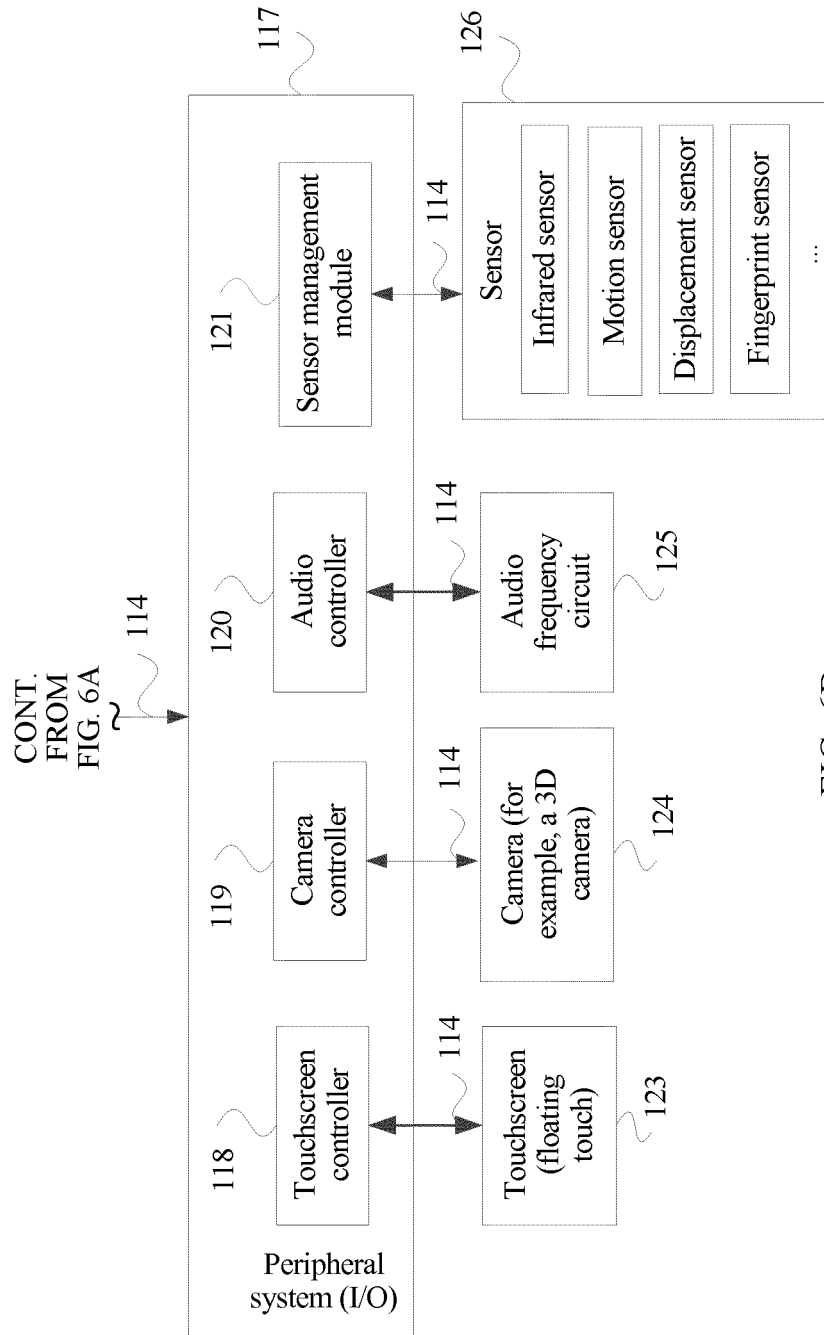 CONT.
FROM
FIG. 6A
114
117
Peripheral
system (I/O)
118
119
120
121
Touchscreen
controller
Camera
controller
Audio
controller
Sensor management
module
114
114
114
114
126
Touchscreen
(floating
touch)
Camera (for
example, a 3D
camera)
Audio
frequency
circuit
Sensor
Infrared sensor
Motion sensor
Displacement sensor
Fingerprint sensor
...
123
124
125
FIG.